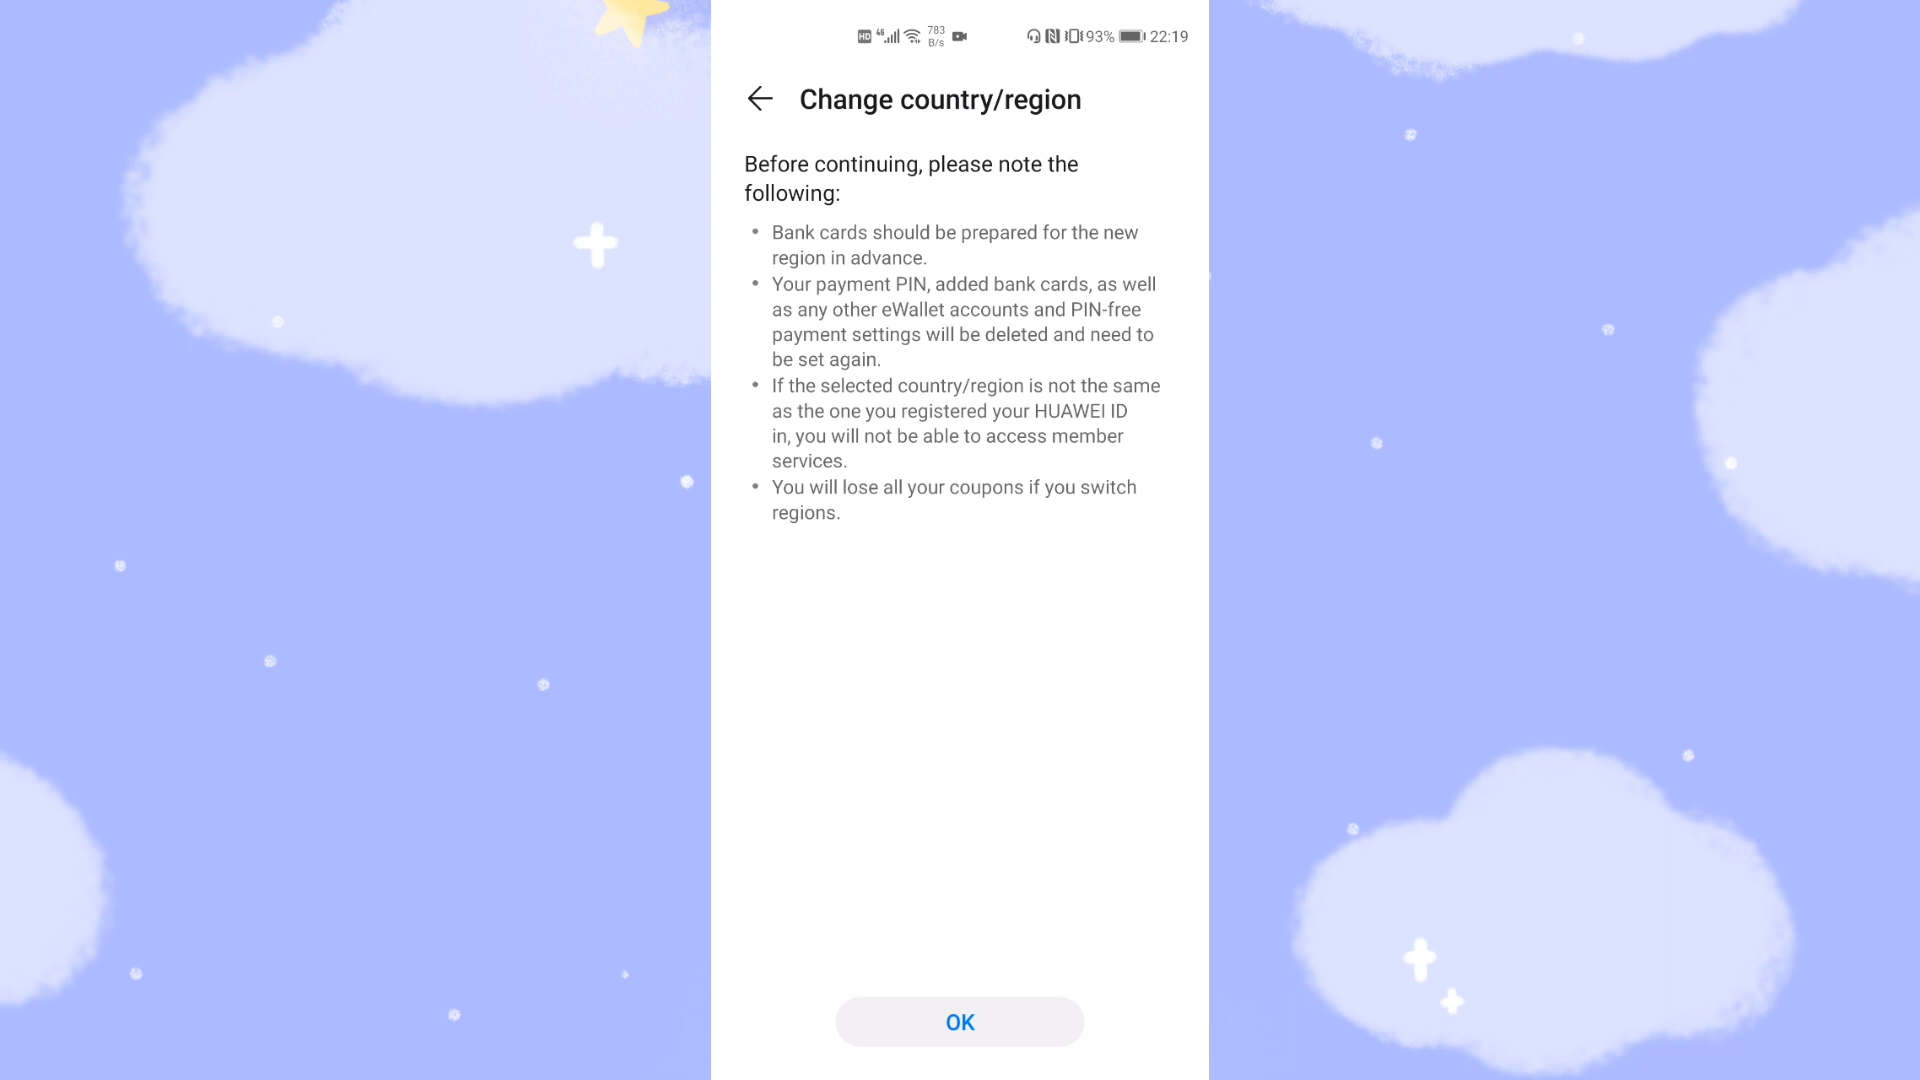 HD 4G 783 B/s 93% 22:19
Change country/region
Before continuing, please note the
following:
• Bank cards should be prepared for the new
region in advance.
• Your payment PIN, added bank cards, as well
as any other eWallet accounts and PIN-free
payment settings will be deleted and need to
be set again.
• If the selected country/region is not the same
as the one you registered your HUAWEI ID
in, you will not be able to access member
services.
• You will lose all your coupons if you switch
regions.
OK